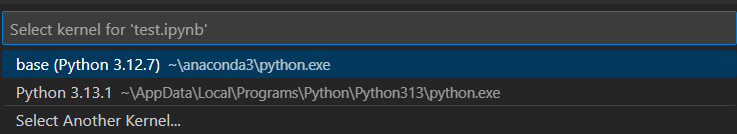 Select kernel for 'test.ipynb'
base (Python 3.12.7) ~\anaconda3\python.exe
Python 3.13.1 ~\AppData\Local\Programs\Python\Python313\python.exe
Select Another Kernel...